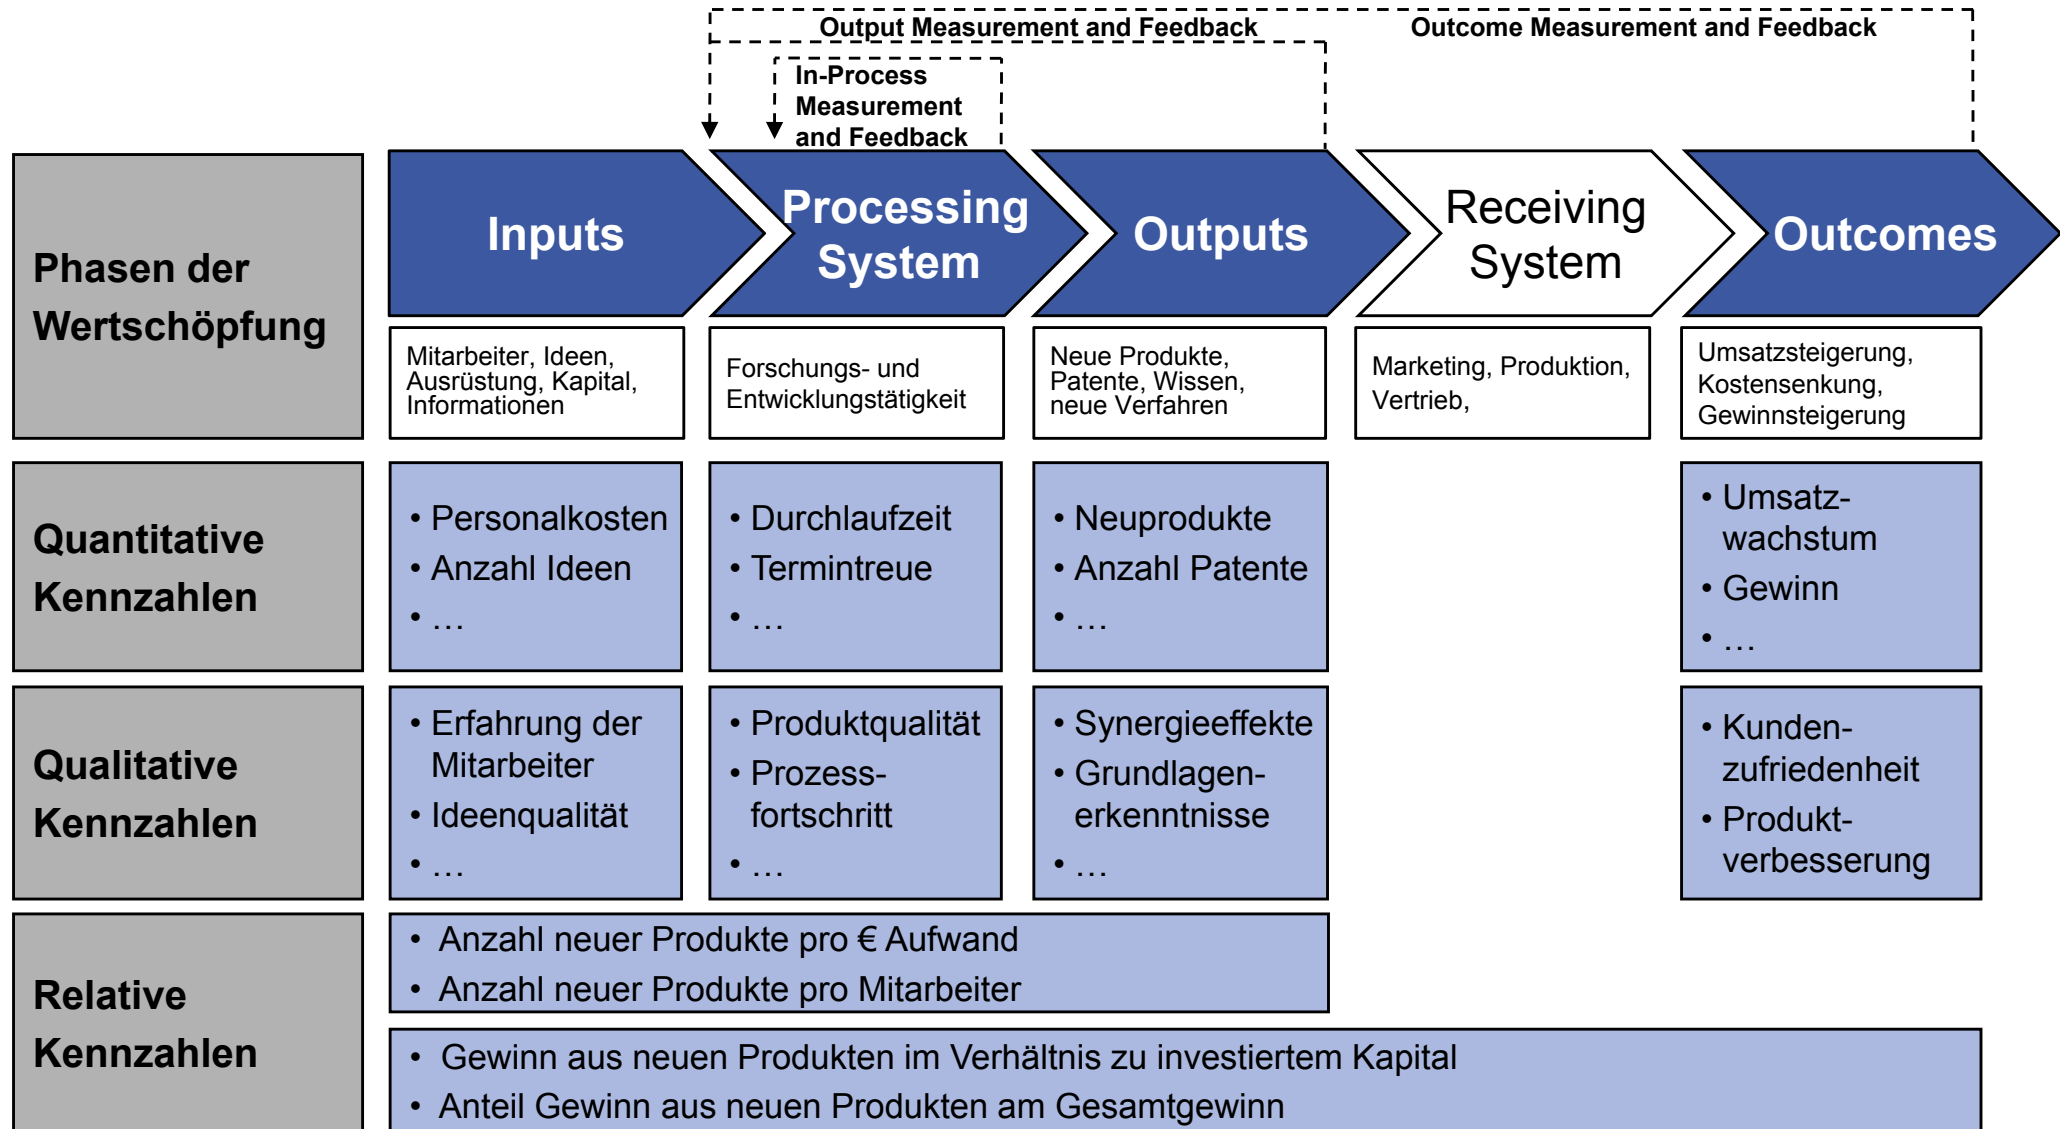 Output Measurement and Feedback
Outcome Measurement and Feedback
In-Process
Measurement
and Feedback
Phasen der
Wertschöpfung
Inputs
Processing
System
Outputs
Receiving
System
Outcomes
Mitarbeiter, Ideen,
Ausrüstung, Kapital,
Informationen
Forschungs- und
Entwicklungstätigkeit
Neue Produkte,
Patente, Wissen,
neue Verfahren
Marketing, Produktion,
Vertrieb,
Umsatzsteigerung,
Kostensenkung,
Gewinnsteigerung
Quantitative
Kennzahlen
• Personalkosten
• Anzahl Ideen
• …
• Durchlaufzeit
• Termintreue
• …
• Neuprodukte
• Anzahl Patente
• …
• Umsatz-
wachstum
• Gewinn
• …
Qualitative
Kennzahlen
• Erfahrung der
Mitarbeiter
• Ideenqualität
• …
• Produktqualität
• Prozess-
fortschritt
• …
• Synergieeffekte
• Grundlagen-
erkenntnisse
• …
• Kunden-
zufriedenheit
• Produkt-
verbesserung
Relative
Kennzahlen
• Anzahl neuer Produkte pro € Aufwand
• Anzahl neuer Produkte pro Mitarbeiter
• Gewinn aus neuen Produkten im Verhältnis zu investiertem Kapital
• Anteil Gewinn aus neuen Produkten am Gesamtgewinn